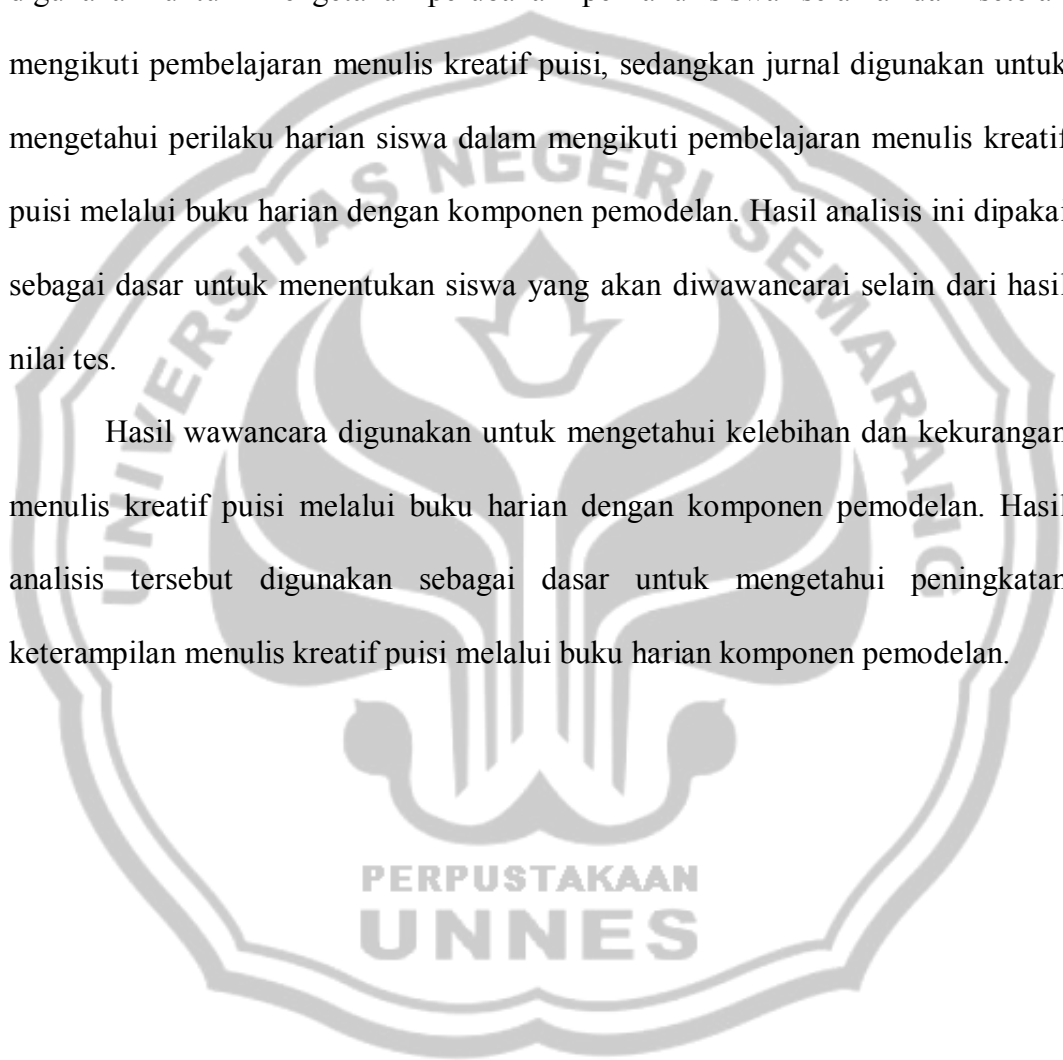 mengikuti pembelajaran menulis kreatif puisi, sedangkan jurnal digunakan untuk
mengetahui perilaku harian siswa dalam mengikuti pembelajaran menulis kreatif
puisi melalui buku harian dengan komponen pemodelan. Hasil analisis ini dipakai
sebagai dasar untuk menentukan siswa yang akan diwawancarai selain dari hasil
nilai tes.
Hasil wawancara digunakan untuk mengetahui kelebihan dan kekurangan
menulis kreatif puisi melalui buku harian dengan komponen pemodelan. Hasil
analisis tersebut digunakan sebagai dasar untuk mengetahui peningkatan
keterampilan menulis kreatif puisi melalui buku harian komponen pemodelan.
UNIVERSITAS NEGERI SEMARANG
PERPUSTAKAAN
UNNES